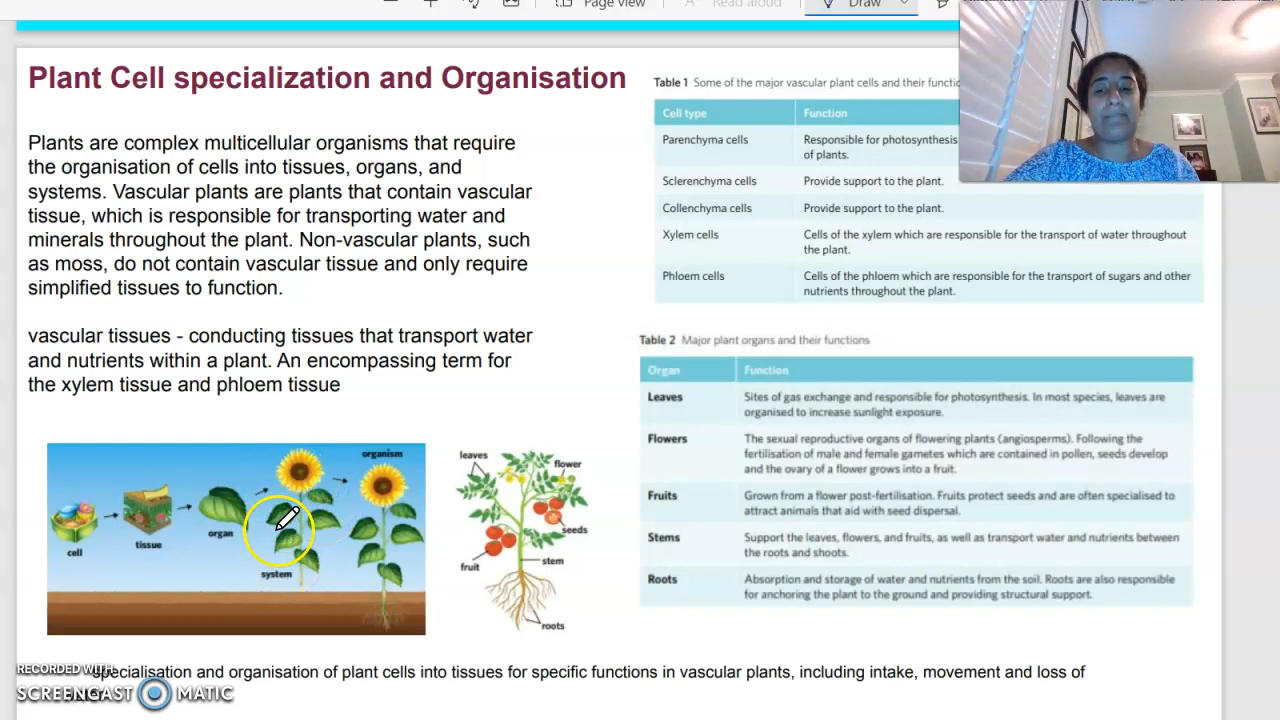 Page view
Read aloud
Draw
Plant Cell specialization and Organisation
Plants are complex multicellular organisms that require
the organisation of cells into tissues, organs, and
systems. Vascular plants are plants that contain vascular
tissue, which is responsible for transporting water and
minerals throughout the plant. Non-vascular plants, such
as moss, do not contain vascular tissue and only require
simplified tissues to function.
vascular tissues - conducting tissues that transport water
and nutrients within a plant. An encompassing term for
the xylem tissue and phloem tissue
cell
tissue
organ
system
organism
leaves
flower
seeds
fruit
stem
roots
Table 1 Some of the major vascular plant cells and their
Cell type Function
Parenchyma cells Responsible for photosynthesis
of plants.
Sclerenchyma cells Provide support to the plant.
Collenchyma cells Provide support to the plant.
Xylem cells Cells of the xylem which are responsible for the transport of water throughout
the plant.
Phloem cells Cells of the phloem which are responsible for the transport of sugars and other
nutrients throughout the plant.
Table 2 Major plant organs and their functions
Organ Function
Leaves Sites of gas exchange and responsible for photosynthesis. In most species, leaves are
organised to increase sunlight exposure.
Flowers The sexual reproductive organs of flowering plants (angiosperms). Following the
fertilisation of male and female gametes which are contained in pollen, seeds develop
and the ovary of a flower grows into a fruit.
Fruits Grown from a flower post-fertilisation. Fruits protect seeds and are often specialised to
attract animals that aid with seed dispersal.
Stems Support the leaves, flowers, and fruits, as well as transport water and nutrients between
the roots and shoots.
Roots Absorption and storage of water and nutrients from the soil. Roots are also responsible
for anchoring the plant to the ground and providing structural support.
specialisation and organisation of plant cells into tissues for specific functions in vascular plants, including intake, movement and loss of
RECORDED WITH
SCREENCAST MATIC